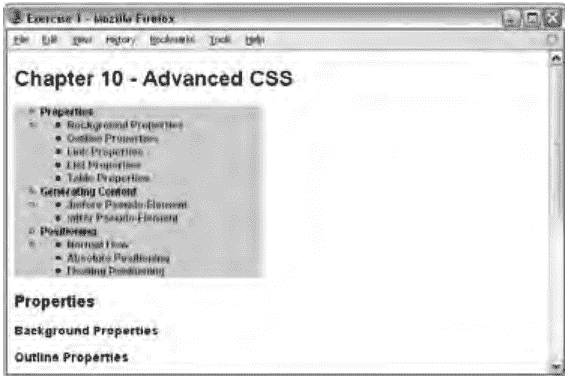 Exercise 1 - Mozilla Firefox
File Edit View History Bookmarks Tools Help
Chapter 10 - Advanced CSS
Properties
Background Properties
Outline Properties
Link Properties
List Properties
Table Properties
Generating Content
:before Pseudo-Element
:after Pseudo-Element
Positioning
Normal Flow
Absolute Positioning
Floating Positioning
Properties
Background Properties
Outline Properties